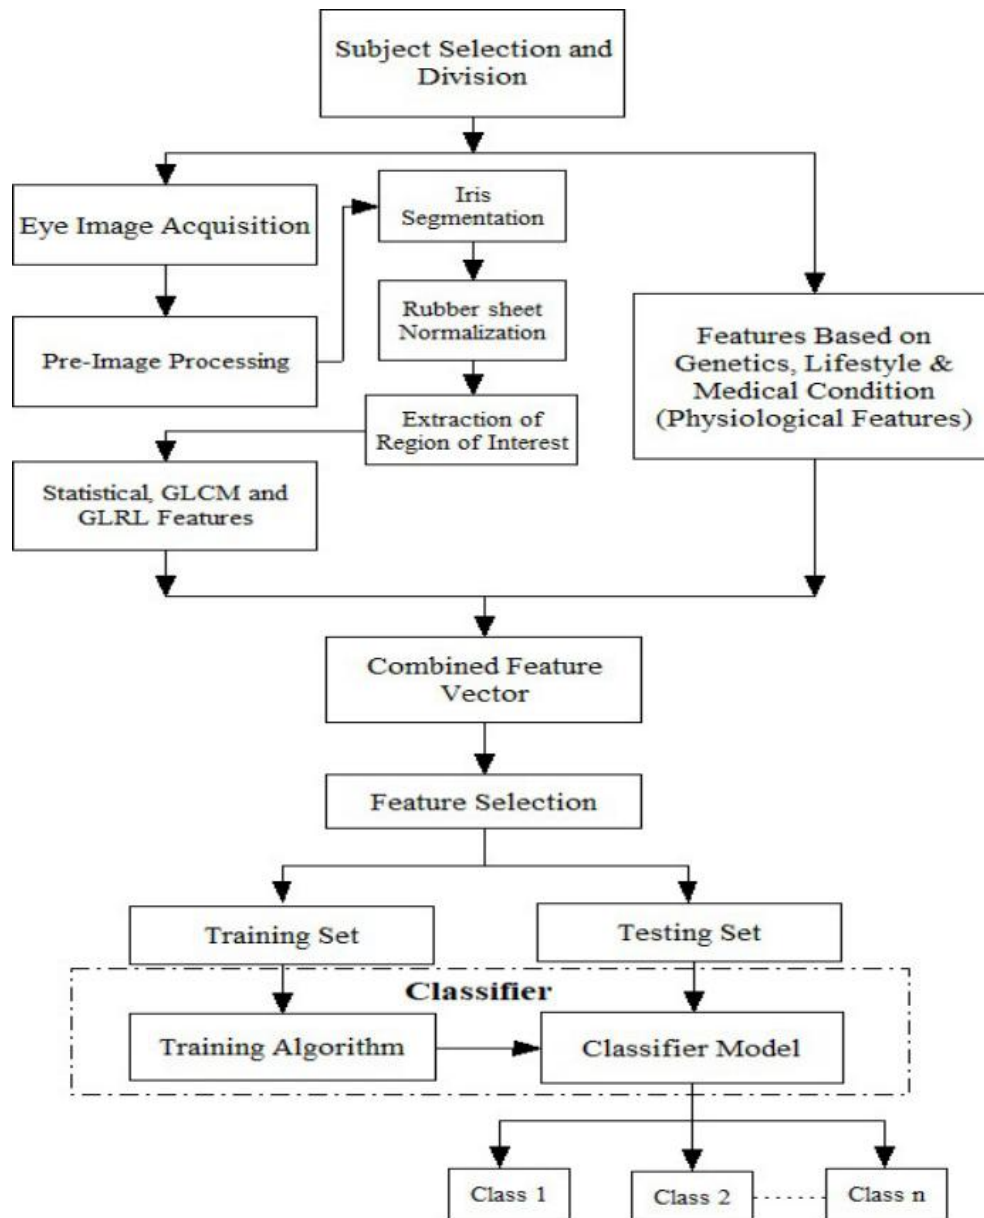 Subject Selection and
Division
Eye Image Acquisition
Pre-Image Processing
Iris
Segmentation
Rubber sheet
Normalization
Extraction of
Region of Interest
Statistical, GLCM and
GLRL Features
Features Based on
Genetics, Lifestyle &
Medical Condition
(Physiological Features)
Combined Feature
Vector
Feature Selection
Training Set
Testing Set
Classifier
Training Algorithm
Classifier Model
Class 1
Class 2
Class n